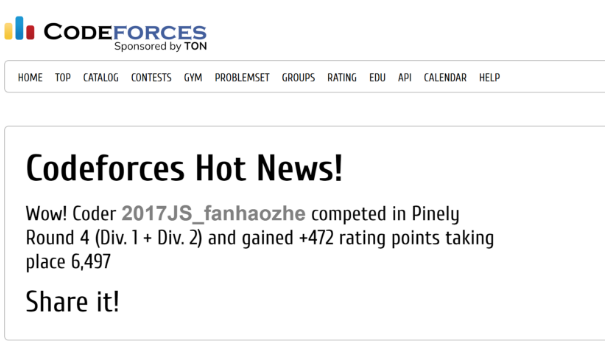 CODEFORCES
Sponsored by TON
HOME TOP CATALOG CONTESTS GYM PROBLEMSET GROUPS RATING EDU API CALENDAR HELP
Codeforces Hot News!
Wow! Coder 2017JS_fanhaozhe competed in Pinely
Round 4 (Div. 1 + Div. 2) and gained +472 rating points taking
place 6,497
Share it!